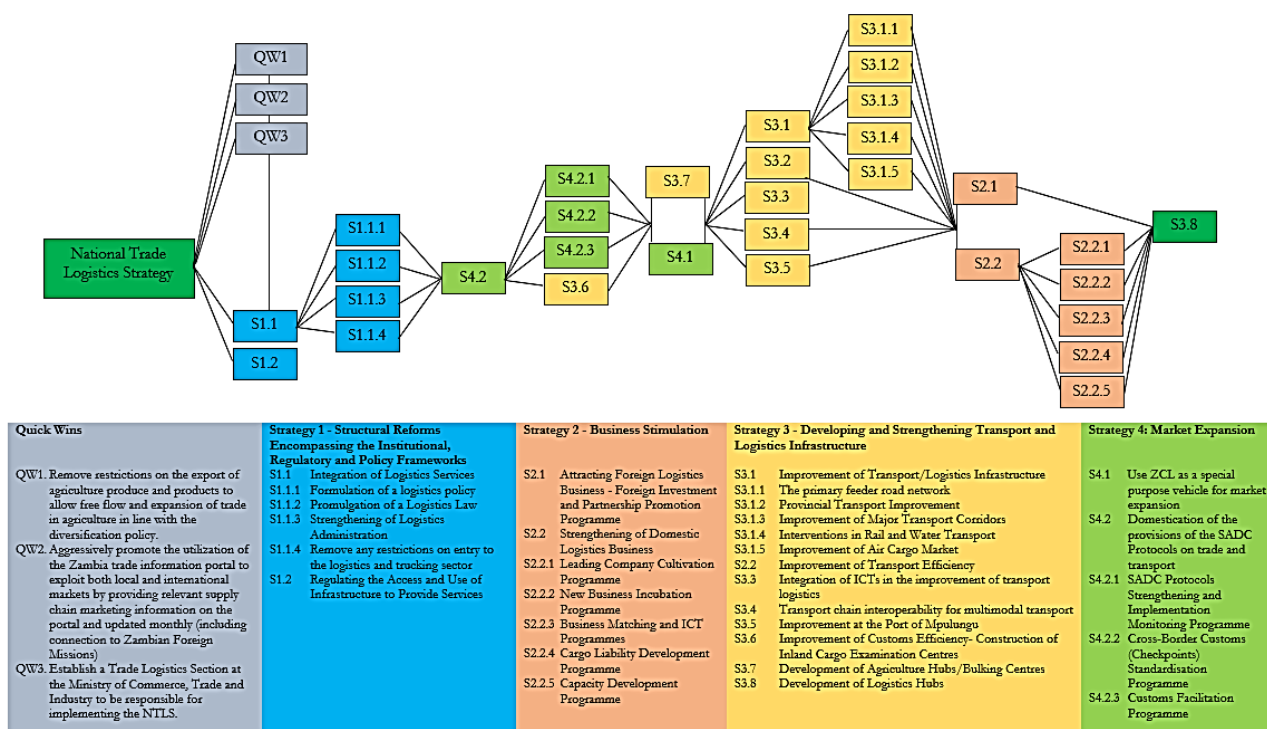 QW1
QW2
QW3
National Trade
Logistics Strategy
S1.1
S1.2
S1.1.1
S1.1.2
S1.1.3
S1.1.4
S4.2
S4.2.1
S4.2.2
S4.2.3
S3.6
S3.7
S4.1
S3.1
S3.2
S3.3
S3.4
S3.5
S3.1.1
S3.1.2
S3.1.3
S3.1.4
S3.1.5
S2.1
S2.2
S2.2.1
S2.2.2
S2.2.3
S2.2.4
S2.2.5
S3.8
Quick Wins
QW1. Remove restrictions on the export of
agriculture produce and products to
allow free flow and expansion of trade
in agriculture in line with the
diversification policy.
QW2. Aggressively promote the utilization of
the Zambia trade information portal to
exploit both local and international
markets by providing relevant supply
chain marketing information on the
portal and updated monthly (including
connection to Zambian Foreign
Missions)
QW3. Establish a Trade Logistics Section at
the Ministry of Commerce, Trade and
Industry to be responsible for
implementing the NTLS.
Strategy 1 - Structural Reforms
Encompassing the Institutional,
Regulatory and Policy Frameworks
S1.1 Integration of Logistics Services
S1.1.1 Formulation of a logistics policy
S1.1.2 Promulgation of a Logistics Law
S1.1.3 Strengthening of Logistics
Administration
S1.1.4 Remove any restrictions on entry to
the logistics and trucking sector
S1.2 Regulating the Access and Use of
Infrastructure to Provide Services
Strategy 2 - Business Stimulation
S2.1 Attracting Foreign Logistics
Business - Foreign Investment
and Partnership Promotion
Programme
S2.2 Strengthening of Domestic
Logistics Business
S2.2.1 Leading Company Cultivation
Programme
S2.2.2 New Business Incubation
Programme
S2.2.3 Business Matching and ICT
Programmes
S2.2.4 Cargo Liability Development
Programme
S2.2.5 Capacity Development
Programme
Strategy 3 - Developing and Strengthening Transport and
Logistics Infrastructure
S3.1 Improvement of Transport/Logistics Infrastructure
S3.1.1 The primary feeder road network
S3.1.2 Provincial Transport Improvement
S3.1.3 Improvement of Major Transport Corridors
S3.1.4 Interventions in Rail and Water Transport
S3.1.5 Improvement of Air Cargo Market
S2.2 Improvement of Transport Efficiency
S3.3 Integration of ICTs in the improvement of transport
logistics
S3.4 Transport chain interoperability for multimodal transport
S3.5 Improvement at the Port of Mpulungu
S3.6 Improvement of Customs Efficiency- Construction of
Inland Cargo Examination Centres
S3.7 Development of Agriculture Hubs/Bulking Centres
S3.8 Development of Logistics Hubs
Strategy 4: Market Expansion
S4.1 Use ZCL as a special
purpose vehicle for market
expansion
S4.2 Domestication of the
provisions of the SADC
Protocols on trade and
transport
S4.2.1 SADC Protocols
Strengthening and
Implementation
Monitoring Programme
S4.2.2 Cross-Border Customs
(Checkpoints)
Standardisation
Programme
S4.2.3 Customs Facilitation
Programme